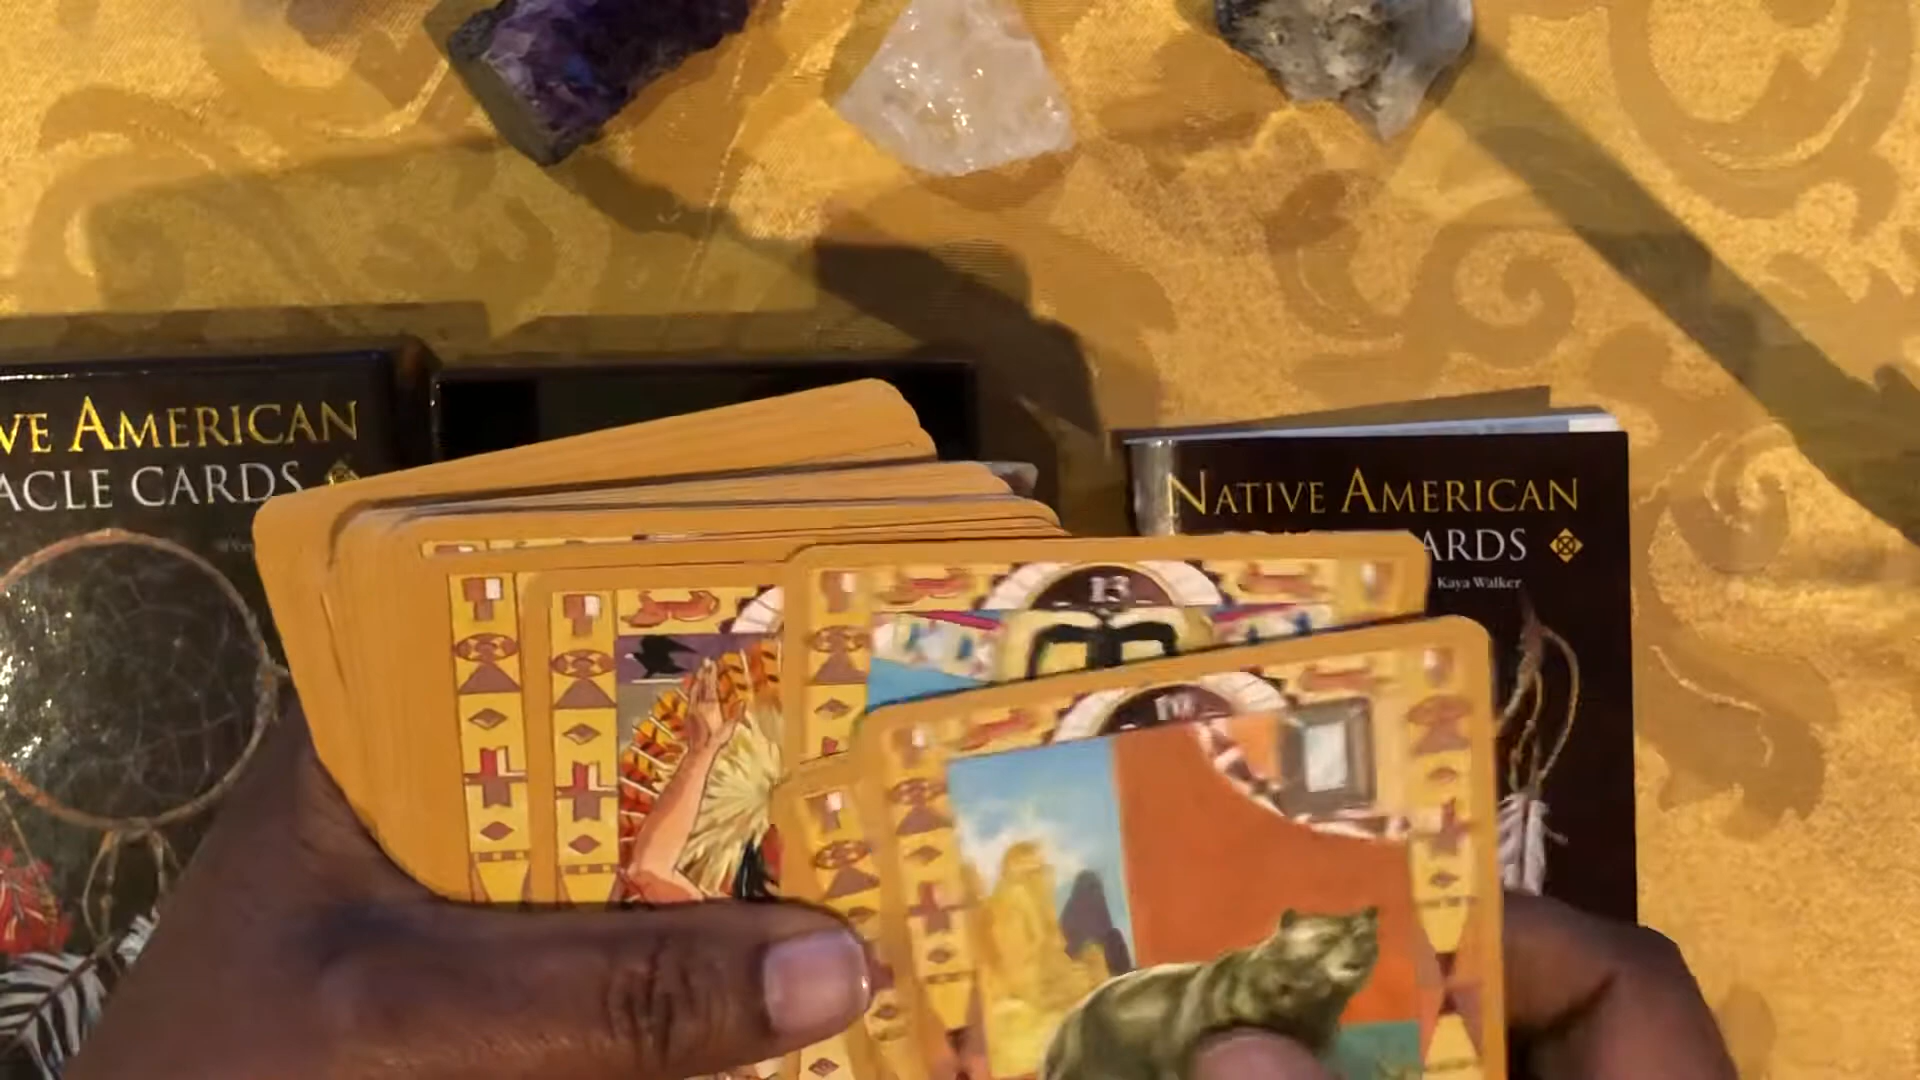 VE AMERICAN
ACLE CARDS
NATIVE AMERICAN
ARDS
Kaya Walker
13